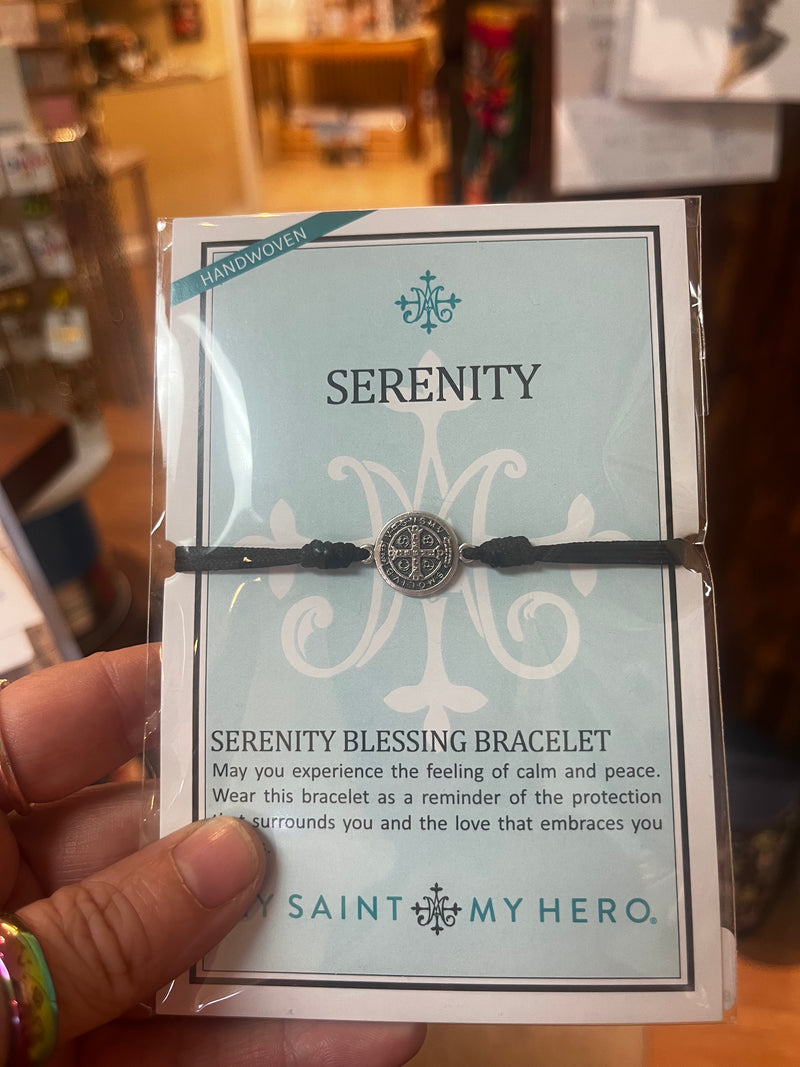 HANDWOVEN
SERENITY
SERENITY BLESSING BRACELET
May you experience the feeling of calm and peace.
Wear this bracelet as a reminder of the protection
surrounds you and the love that embraces you
SAINT MY HERO®